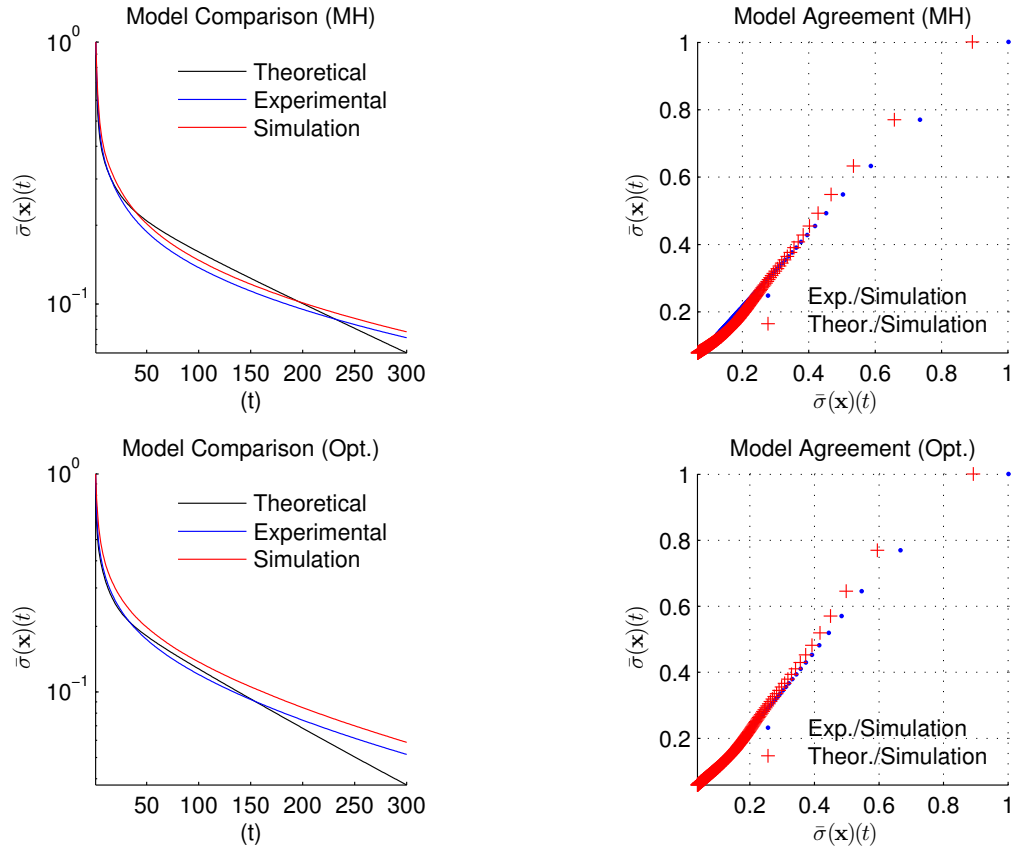 Model Comparison (MH)
10^0
Theoretical
Experimental
Simulation
σ̄(x)(t)
10^−1
50 100 150 200 250 300
(t)
Model Agreement (MH)
1
0.8
0.6
σ̄(x)(t)
0.4
Exp./Simulation
0.2
Theor./Simulation
0.2 0.4 0.6 0.8 1
σ̄(x)(t)
Model Comparison (Opt.)
10^0
Theoretical
Experimental
Simulation
σ̄(x)(t)
10^−1
50 100 150 200 250 300
(t)
Model Agreement (Opt.)
1
0.8
0.6
σ̄(x)(t)
0.4
Exp./Simulation
0.2
Theor./Simulation
0.2 0.4 0.6 0.8 1
σ̄(x)(t)